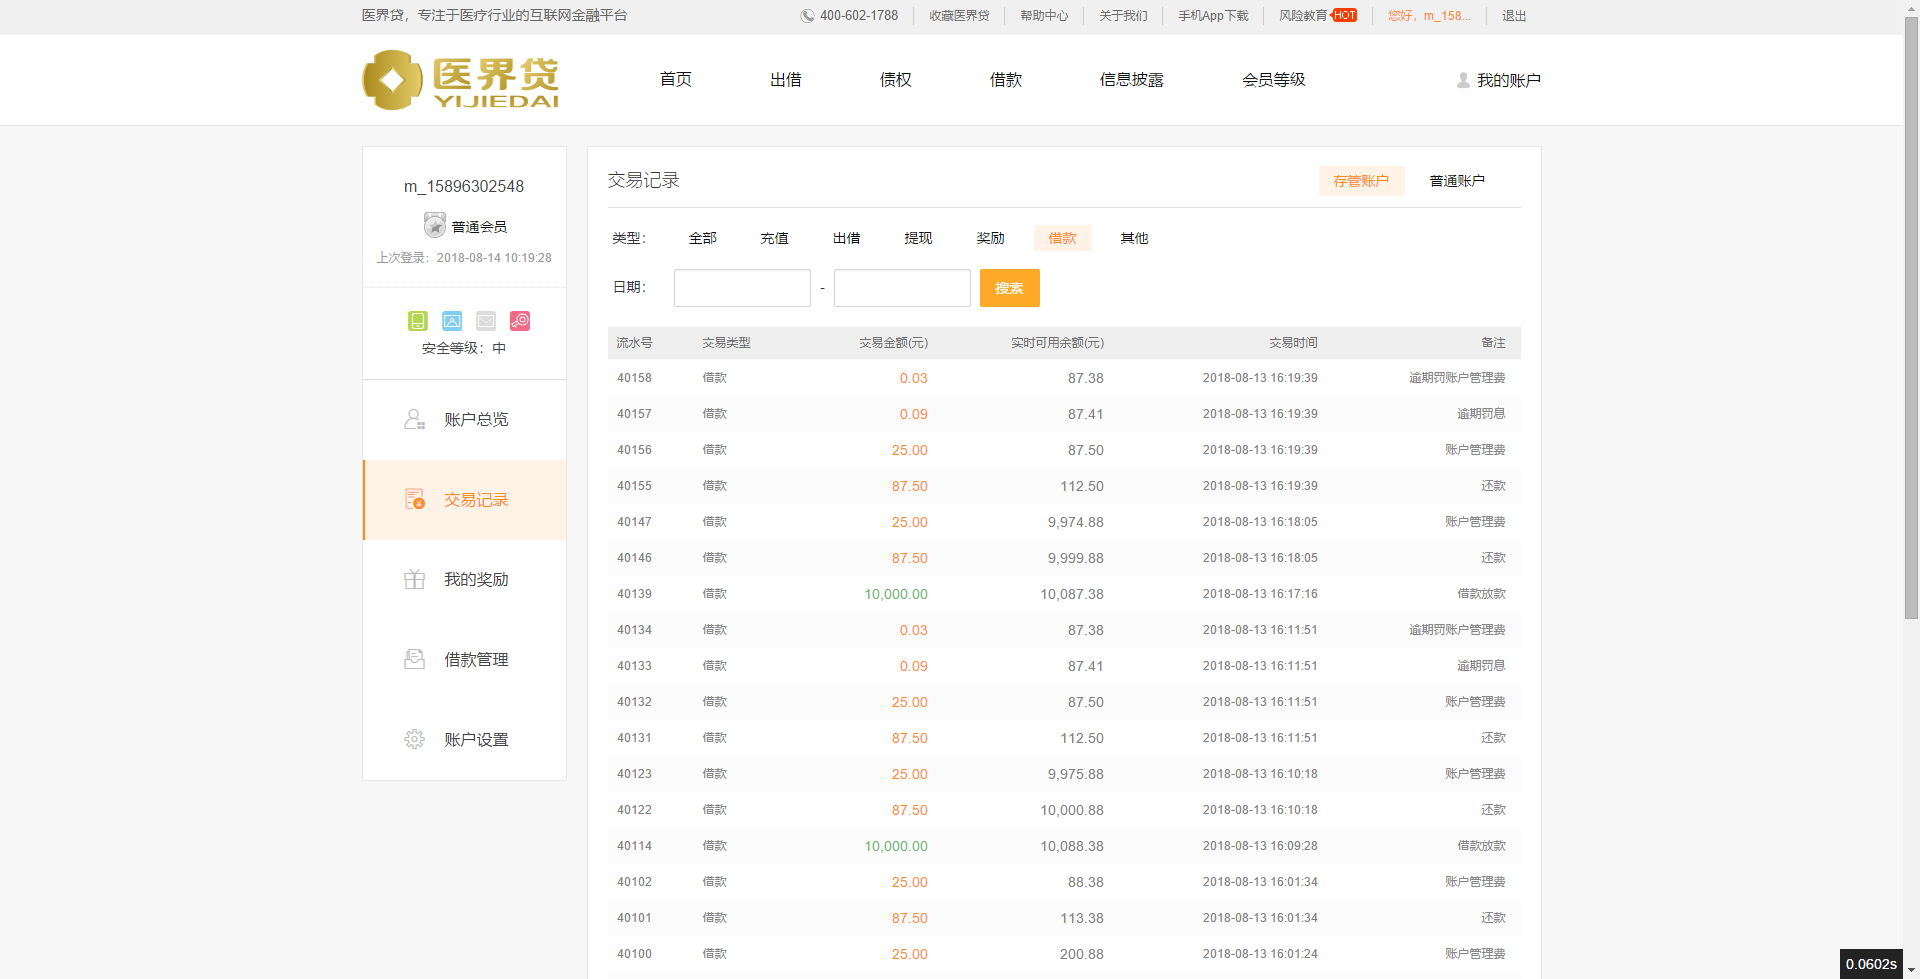 医界贷，专注于医疗行业的互联网金融平台 400-602-1788 收藏医界贷 帮助中心 关于我们 手机App下载 风险教育 HOT 您好，m_158... 退出
医界贷
YIJIEDAI
首页 出借 债权 借款 信息披露 会员等级 我的账户
m_15896302548
普通会员
上次登录：2018-08-14 10:19:28
安全等级：中
账户总览
交易记录
我的奖励
借款管理
账户设置
交易记录 存管账户 普通账户
类型： 全部 充值 出借 提现 奖励 借款 其他
日期： - 搜索
流水号 交易类型 交易金额(元) 实时可用余额(元) 交易时间 备注
40158 借款 0.03 87.38 2018-08-13 16:19:39 逾期罚账户管理费
40157 借款 0.09 87.41 2018-08-13 16:19:39 逾期罚息
40156 借款 25.00 87.50 2018-08-13 16:19:39 账户管理费
40155 借款 87.50 112.50 2018-08-13 16:19:39 还款
40147 借款 25.00 9,974.88 2018-08-13 16:18:05 账户管理费
40146 借款 87.50 9,999.88 2018-08-13 16:18:05 还款
40139 借款 10,000.00 10,087.38 2018-08-13 16:17:16 借款放款
40134 借款 0.03 87.38 2018-08-13 16:11:51 逾期罚账户管理费
40133 借款 0.09 87.41 2018-08-13 16:11:51 逾期罚息
40132 借款 25.00 87.50 2018-08-13 16:11:51 账户管理费
40131 借款 87.50 112.50 2018-08-13 16:11:51 还款
40123 借款 25.00 9,975.88 2018-08-13 16:10:18 账户管理费
40122 借款 87.50 10,000.88 2018-08-13 16:10:18 还款
40114 借款 10,000.00 10,088.38 2018-08-13 16:09:28 借款放款
40102 借款 25.00 88.38 2018-08-13 16:01:34 账户管理费
40101 借款 87.50 113.38 2018-08-13 16:01:34 还款
40100 借款 25.00 200.88 2018-08-13 16:01:24 账户管理费
0.0602s